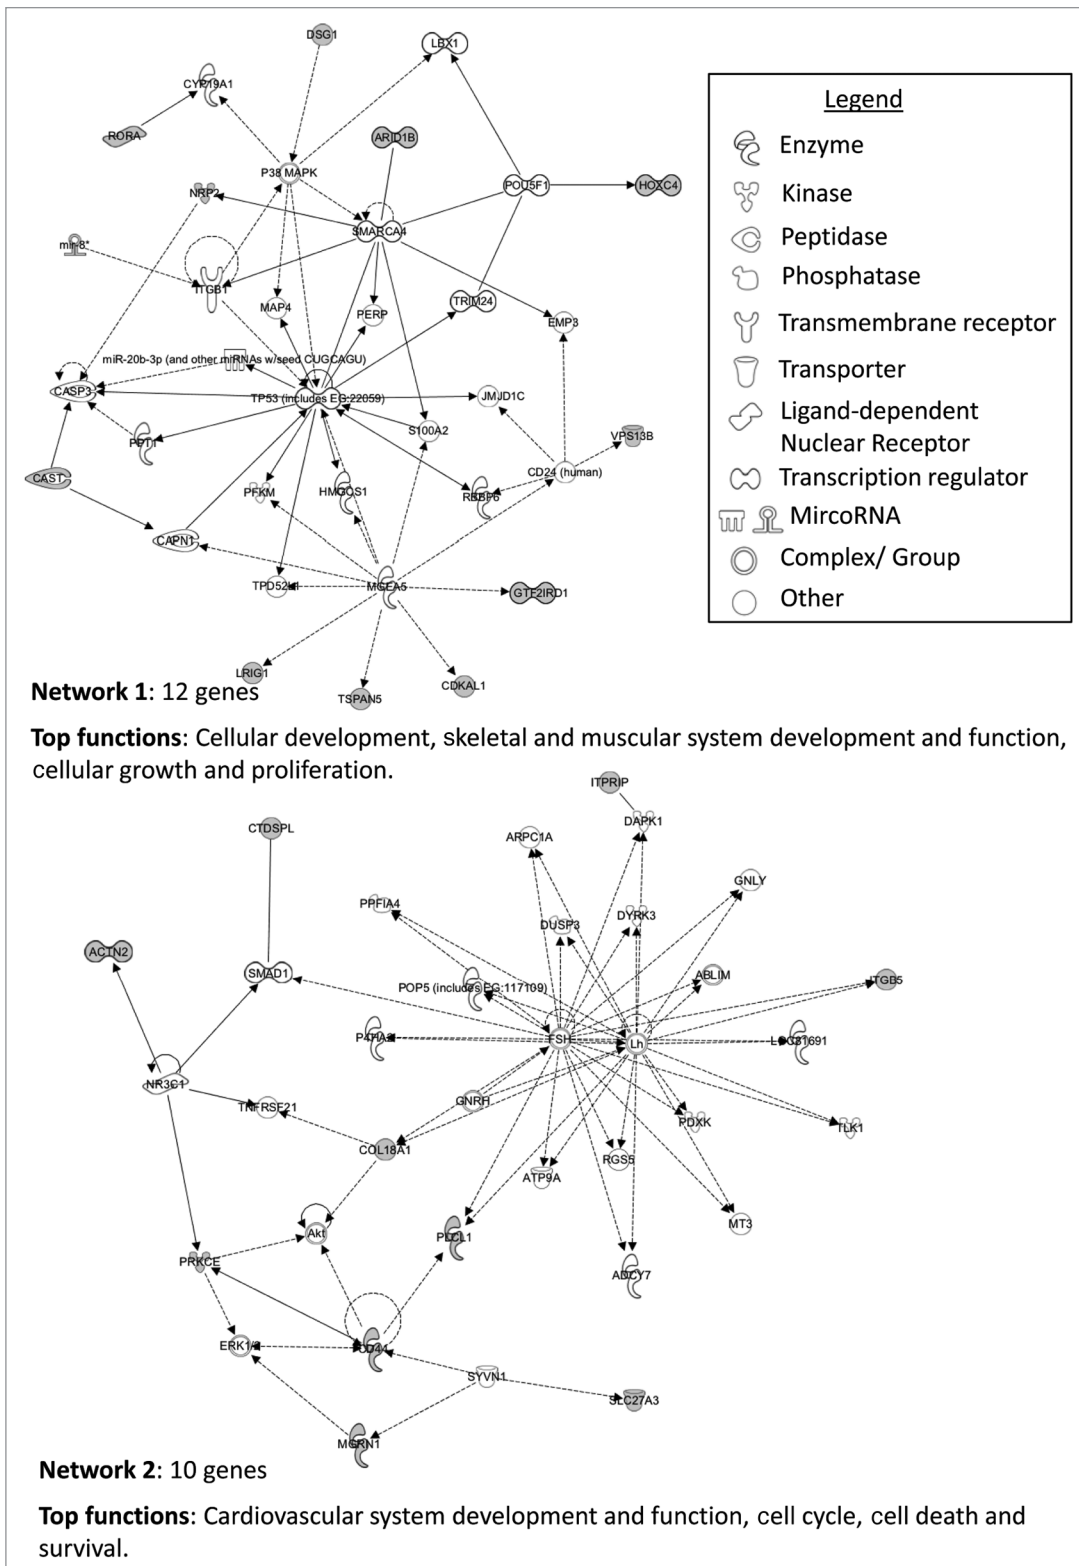 DSG1
LBX1
CYP19A1
RORA
ARID1B
P38 MAPK
NRP2
POU5F1
HOXC4
SMARCA4
mir-8*
ITGB1
MAP4
PERP
TRIM24
EMP3
miR-20b-3p (and other miRNAs w/seed CUGCAGU)
CASP3
TP53 (includes EG:22059)
JMJD1C
S100A2
PPT1
VPS13B
CD24 (human)
CAST
PFKM
HMGCS1
RBBP6
CAPN1
TPD52L1
MGEA5
GTF2IRD1
LRIG1
TSPAN5
CDKAL1
Legend
Enzyme
Kinase
Peptidase
Phosphatase
Transmembrane receptor
Transporter
Ligand-dependent
Nuclear Receptor
Transcription regulator
MircoRNA
Complex/ Group
Other
Network 1: 12 genes
Top functions: Cellular development, skeletal and muscular system development and function,
cellular growth and proliferation.
ITPRIP
CTDSPL
DAPK1
ARPC1A
GNLY
PPFIA4
DUSP3
DYRK3
ACTN2
SMAD1
ABLIM
ITGB5
POP5 (includes EG:117109)
FSH
Lh
NR3C1
GNRH
TNFRSF21
PDXK
TLK1
COL18A1
RGS5
ATP9A
MT3
Akt
PLCL1
PRKCE
ADCY7
ERK1/2
CD44
SYVN1
SLC27A3
MGRN1
Network 2: 10 genes
Top functions: Cardiovascular system development and function, cell cycle, cell death and
survival.